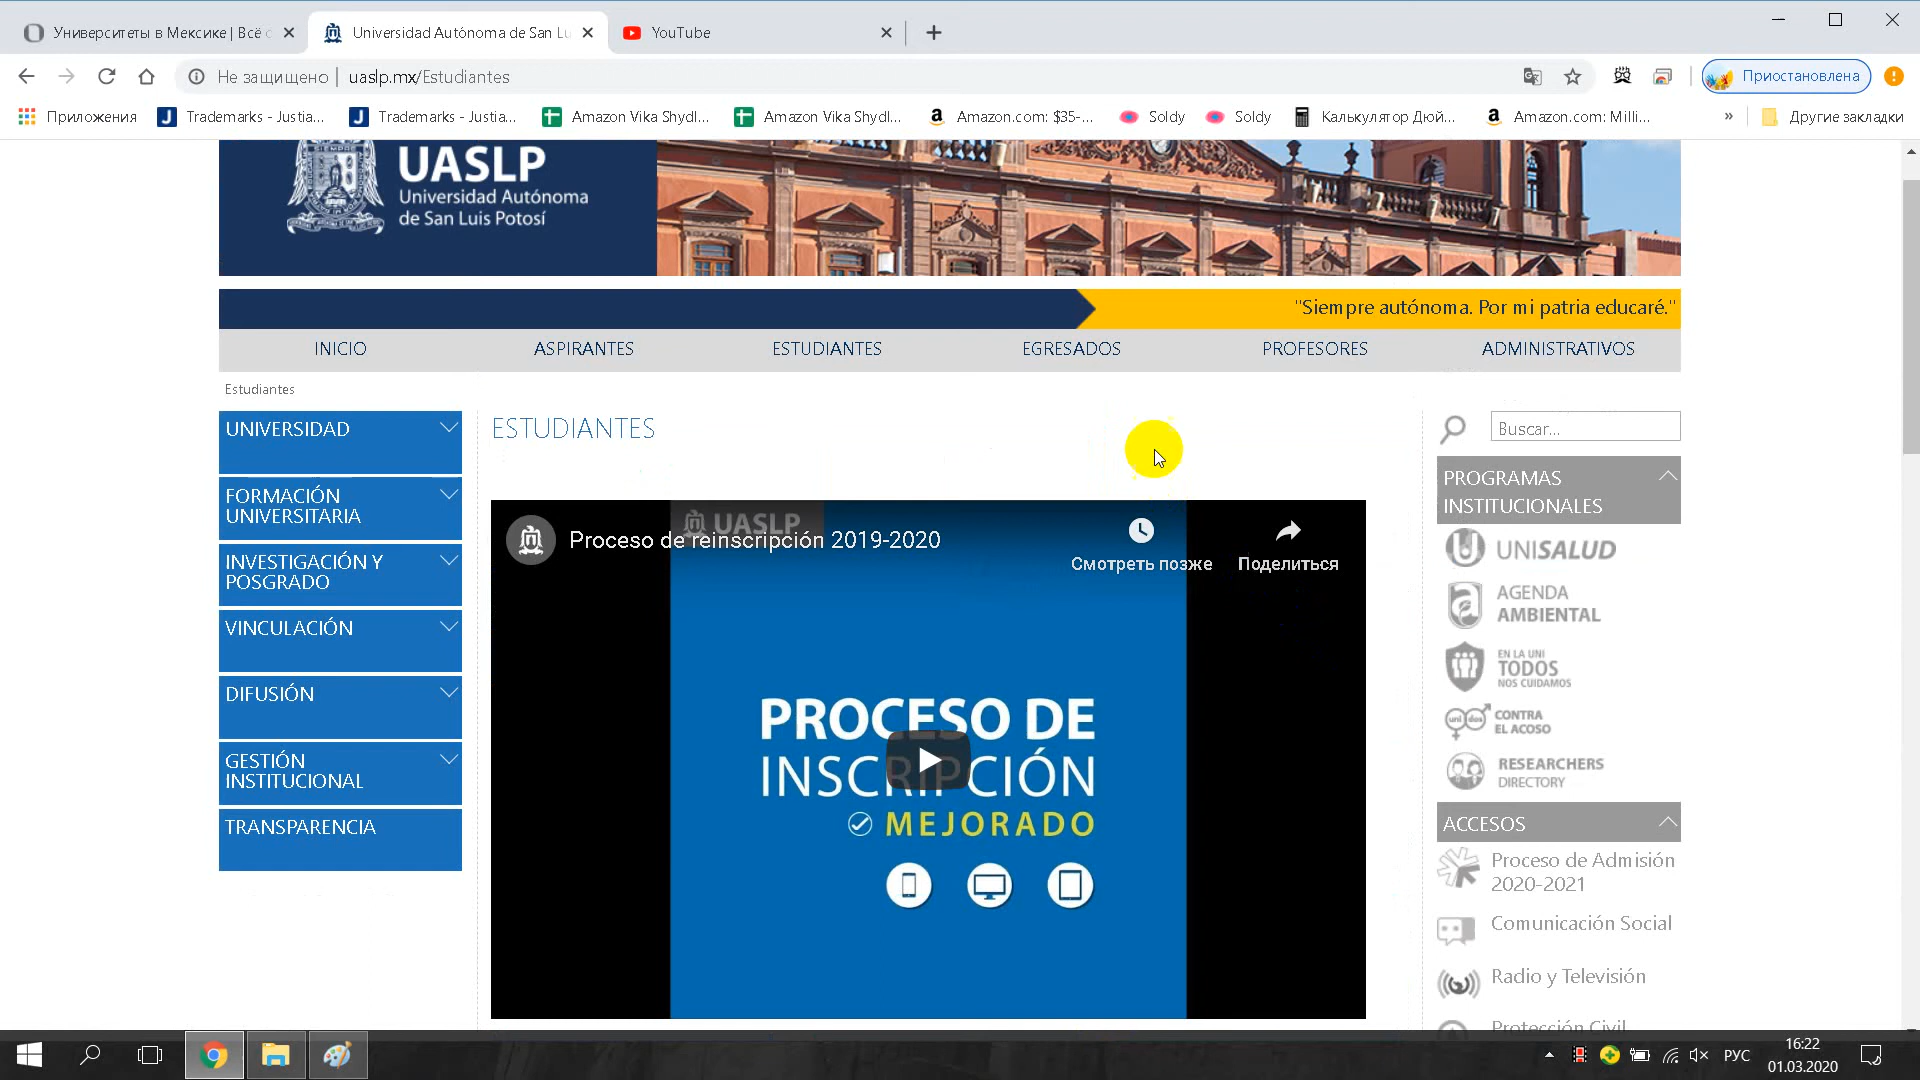 Университеты в Мексике | Всё с
Universidad Autónoma de San Lu
YouTube
Не защищено | uaslp.mx/Estudiantes
Приостановлена
Приложения
Trademarks - Justia...
Trademarks - Justia...
Amazon Vika Shydl...
Amazon Vika Shydl...
Amazon.com: $35-...
Soldy
Soldy
Калькулятор Дюй...
Amazon.com: Milli...
»
Другие закладки
SIEMPRE
UASLP
Universidad Autónoma
de San Luis Potosí
"Siempre autónoma. Por mi patria educaré."
INICIO
ASPIRANTES
ESTUDIANTES
EGRESADOS
PROFESORES
ADMINISTRATIVOS
Estudiantes
UNIVERSIDAD
FORMACIÓN
UNIVERSITARIA
INVESTIGACIÓN Y
POSGRADO
VINCULACIÓN
DIFUSIÓN
GESTIÓN
INSTITUCIONAL
TRANSPARENCIA
ESTUDIANTES
UASLP
Proceso de reinscripción 2019-2020
Смотреть позже
Поделиться
PROCESO DE
INSCRIPCIÓN
MEJORADO
Buscar...
PROGRAMAS
INSTITUCIONALES
UNISALUD
AGENDA
AMBIENTAL
EN LA UNI
TODOS
NOS CUIDAMOS
unidos
CONTRA
EL ACOSO
RESEARCHERS
DIRECTORY
ACCESOS
Proceso de Admisión
2020-2021
Comunicación Social
Radio y Televisión
Protección Civil
РУС
16:22
01.03.2020